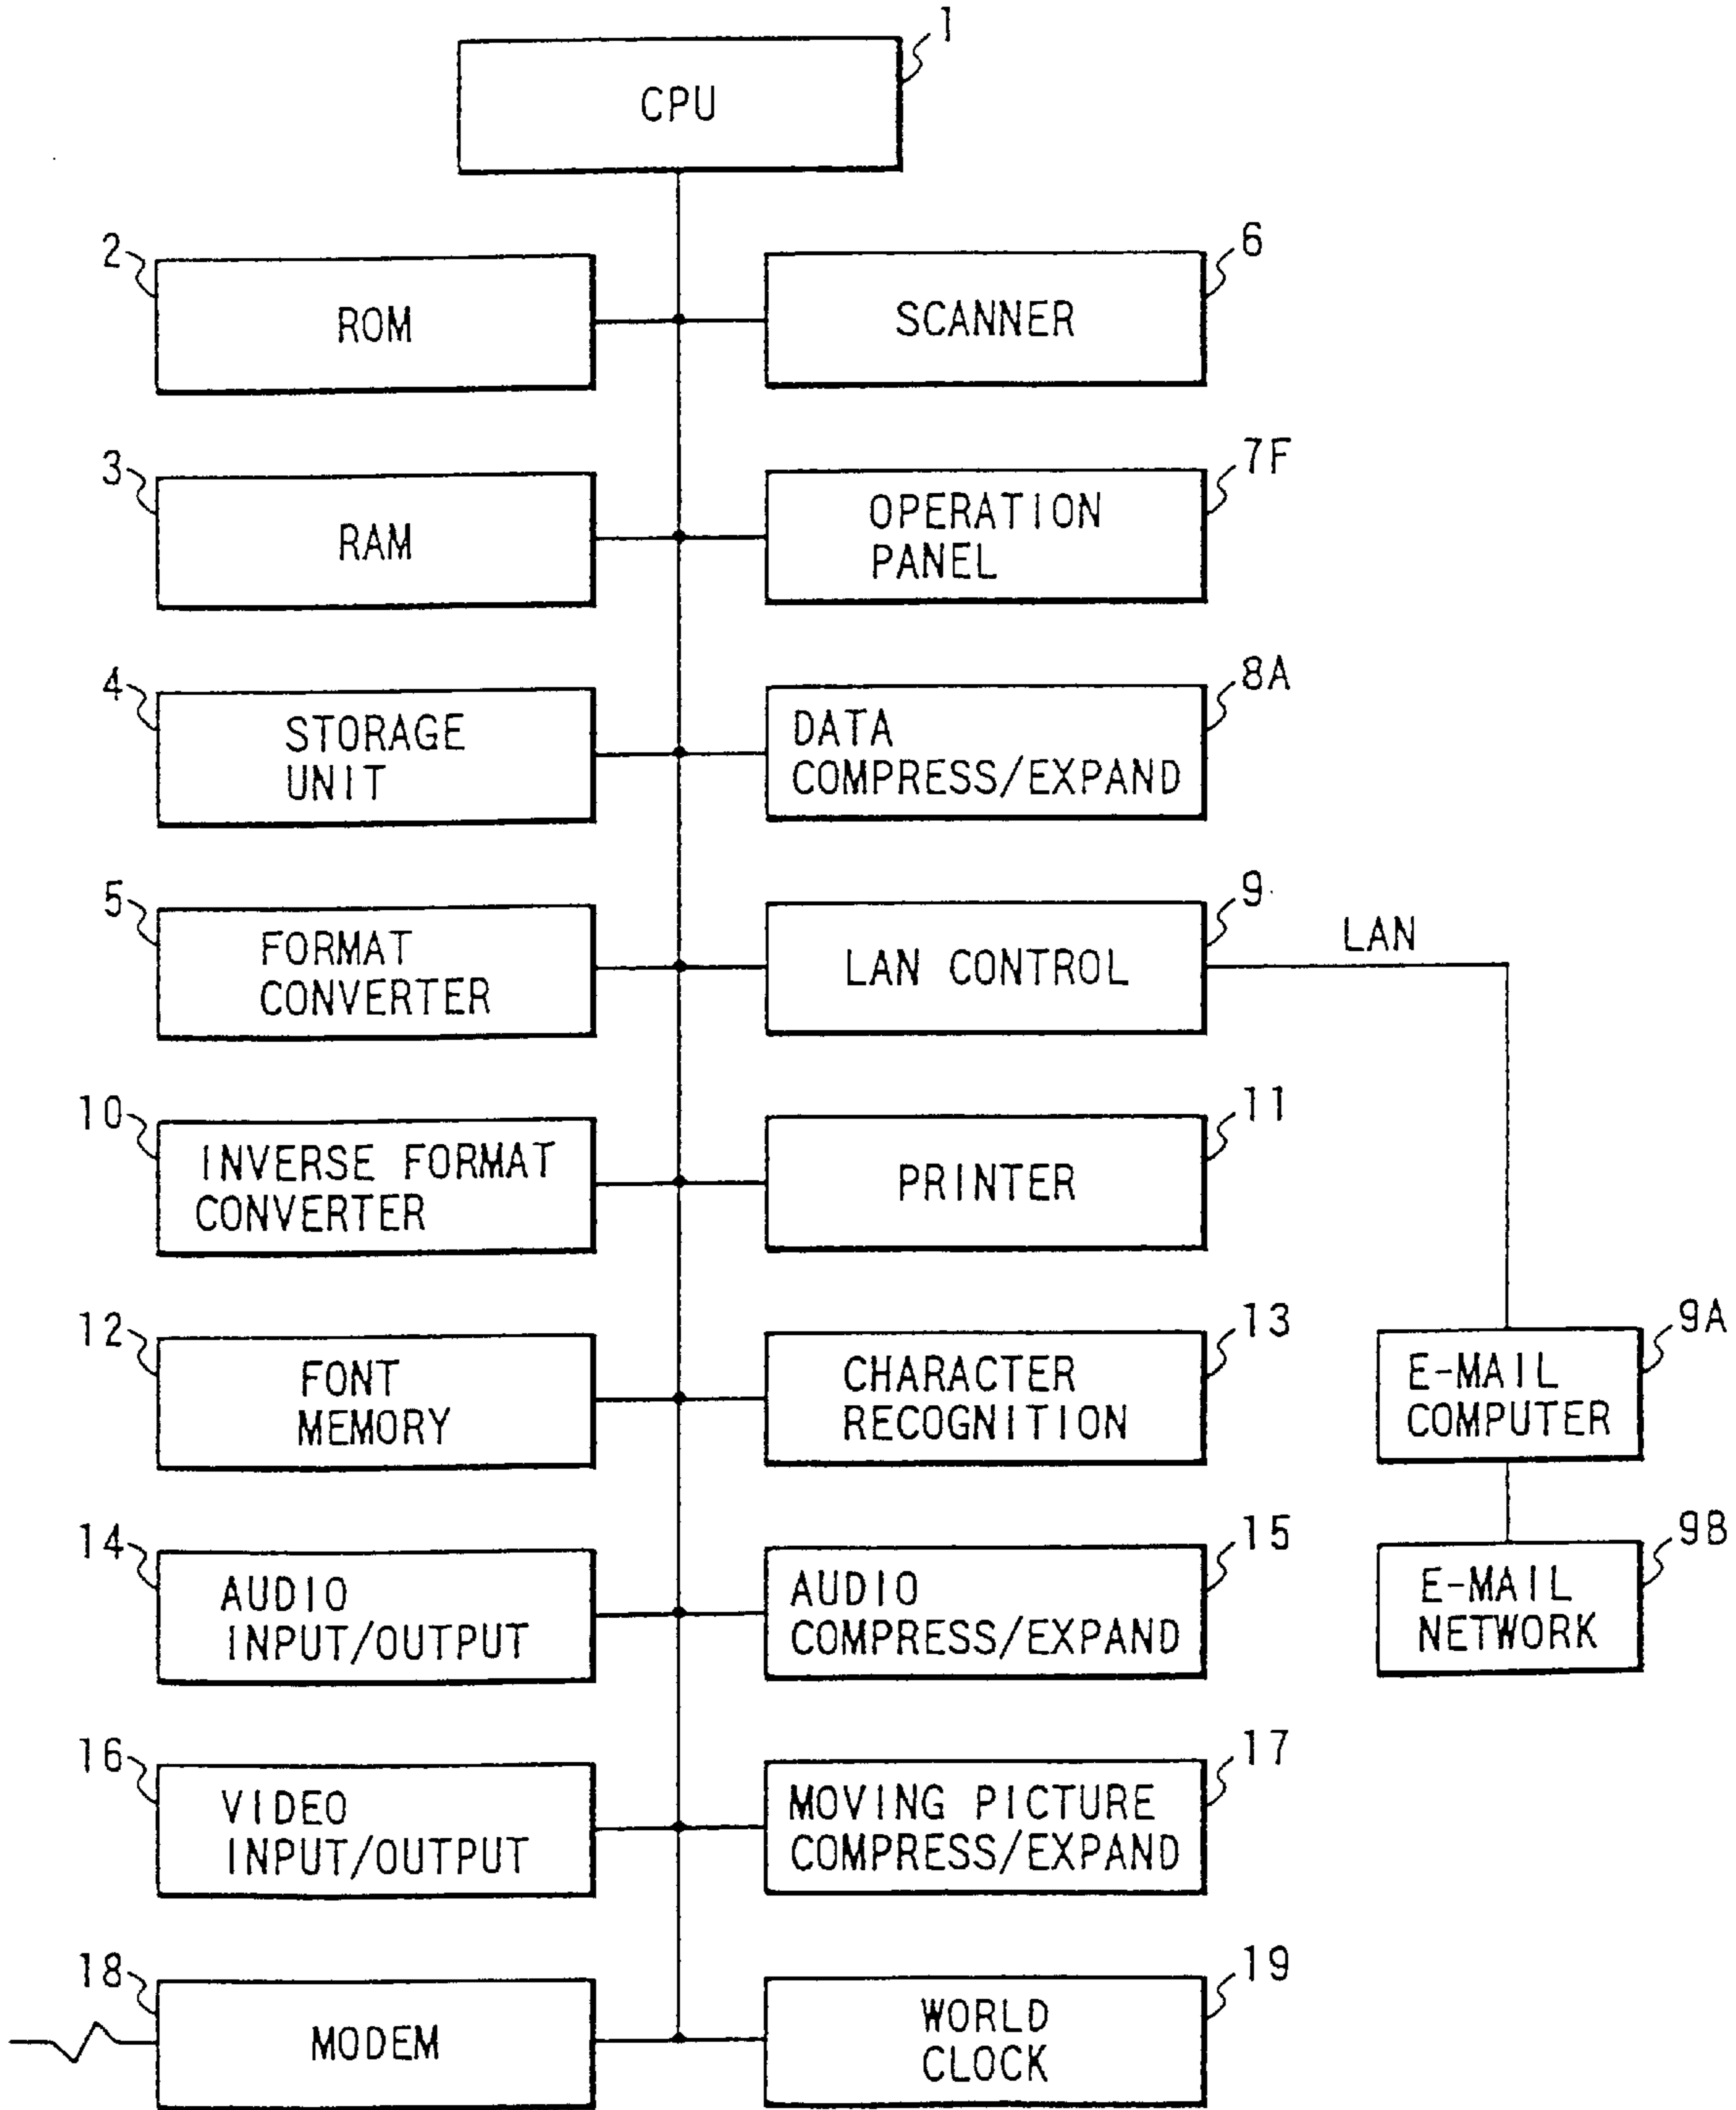 1
CPU
2
ROM
6
SCANNER
3
RAM
7F
OPERATION
PANEL
4
STORAGE
UNIT
8A
DATA
COMPRESS/EXPAND
5
FORMAT
CONVERTER
9
LAN CONTROL
LAN
10
INVERSE FORMAT
CONVERTER
11
PRINTER
12
FONT
MEMORY
13
CHARACTER
RECOGNITION
9A
E-MAIL
COMPUTER
14
AUDIO
INPUT/OUTPUT
15
AUDIO
COMPRESS/EXPAND
9B
E-MAIL
NETWORK
16
VIDEO
INPUT/OUTPUT
17
MOVING PICTURE
COMPRESS/EXPAND
18
MODEM
19
WORLD
CLOCK